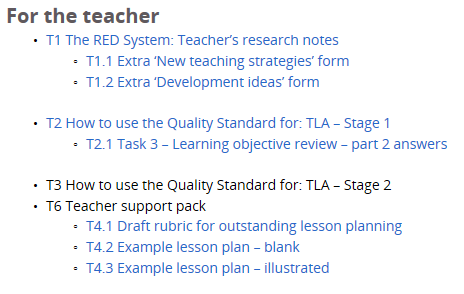 For the teacher
T1 The RED System: Teacher’s research notes
T1.1 Extra ‘New teaching strategies’ form
T1.2 Extra ‘Development ideas’ form
T2 How to use the Quality Standard for: TLA – Stage 1
T2.1 Task 3 – Learning objective review – part 2 answers
T3 How to use the Quality Standard for: TLA – Stage 2
T6 Teacher support pack
T4.1 Draft rubric for outstanding lesson planning
T4.2 Example lesson plan – blank
T4.3 Example lesson plan – illustrated